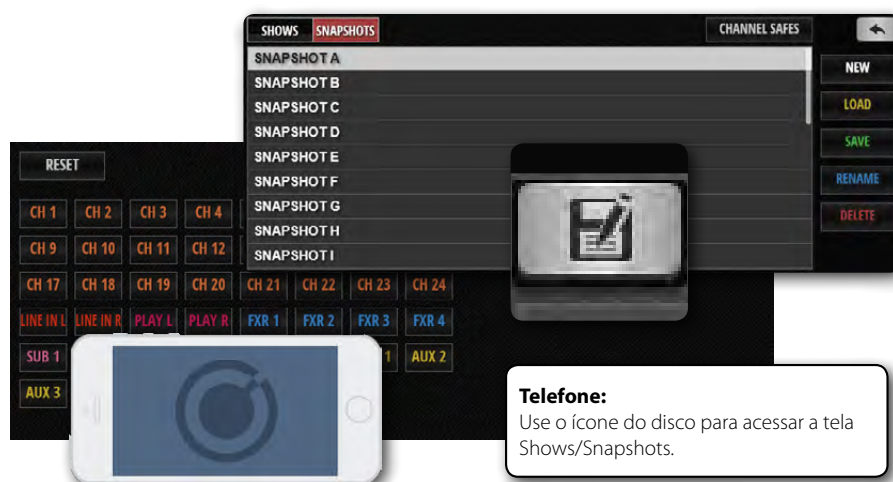 SHOWS SNAPSHOTS CHANNEL SAFES
SNAPSHOT A
NEW
SNAPSHOT B
SNAPSHOT C
LOAD
SNAPSHOT D
SAVE
SNAPSHOT E
SNAPSHOT F
RENAME
SNAPSHOT G
DELETE
SNAPSHOT H
SNAPSHOT I
RESET
CH 1 CH 2 CH 3 CH 4
CH 9 CH 10 CH 11 CH 12
CH 17 CH 18 CH 19 CH 20 CH 21 CH 22 CH 23 CH 24
LINE IN L LINE IN R PLAY L PLAY R FXR 1 FXR 2 FXR 3 FXR 4
SUB 1 1 AUX 2
AUX 3
Telefone:
Use o ícone do disco para acessar a tela
Shows/Snapshots.